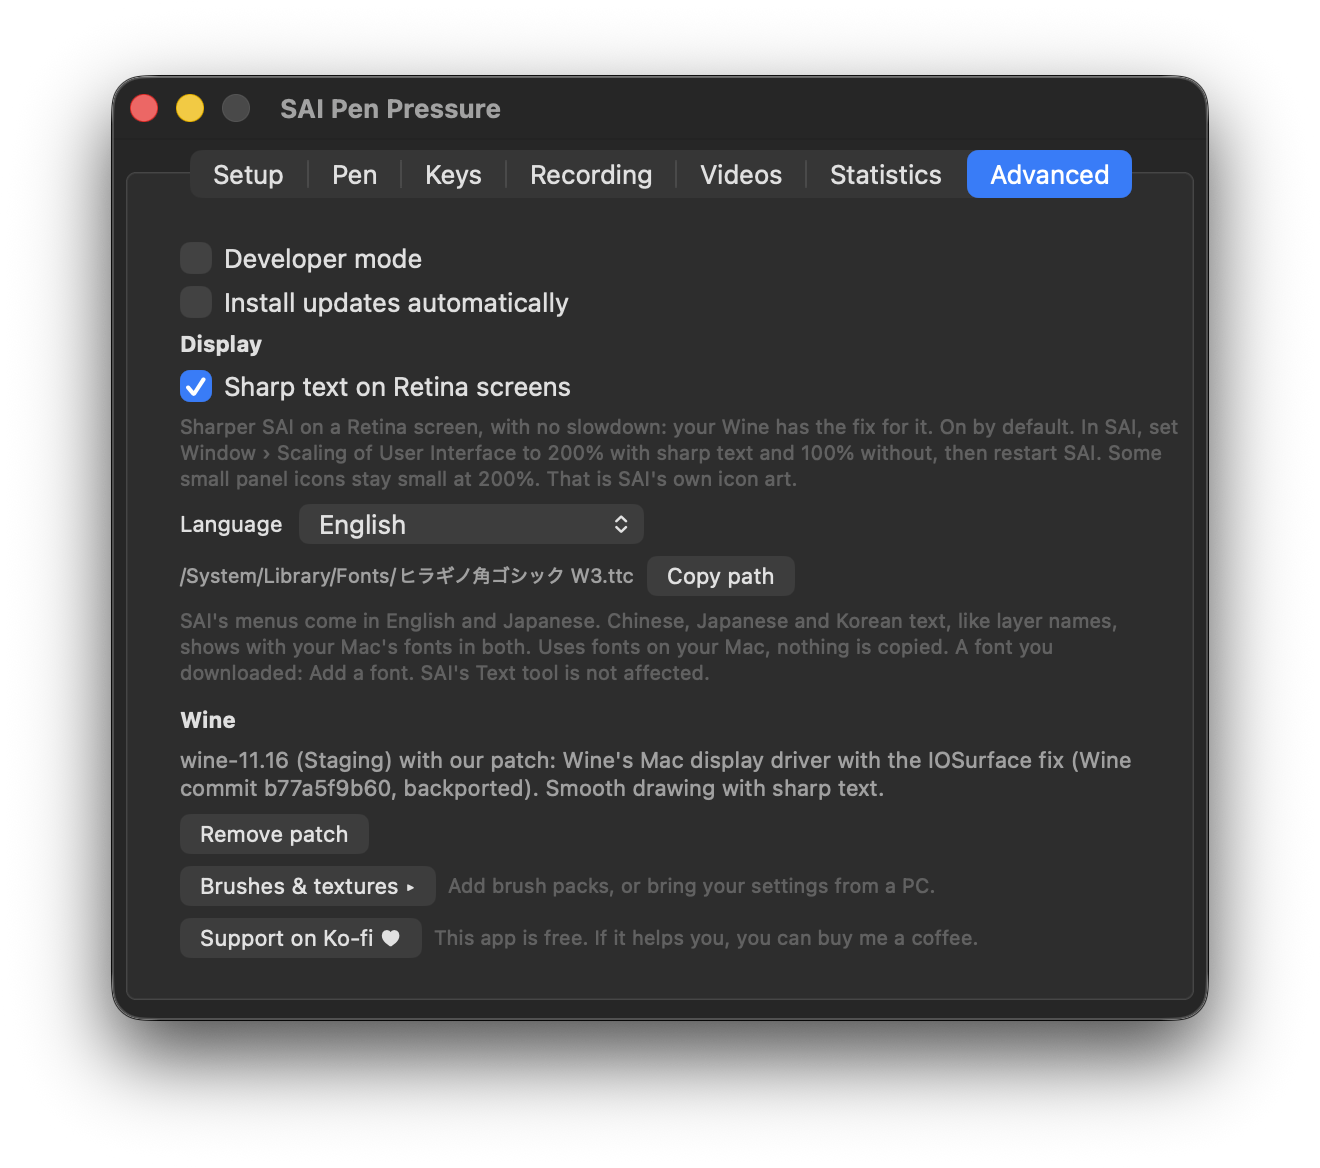 SAI Pen Pressure
Setup Pen Keys Recording Videos Statistics Advanced
Developer mode
Install updates automatically
Display
Sharp text on Retina screens
Sharper SAI on a Retina screen, with no slowdown: your Wine has the fix for it. On by default. In SAI, set
Window › Scaling of User Interface to 200% with sharp text and 100% without, then restart SAI. Some
small panel icons stay small at 200%. That is SAI's own icon art.
Language English
/System/Library/Fonts/ヒラギノ角ゴシック W3.ttc Copy path
SAI's menus come in English and Japanese. Chinese, Japanese and Korean text, like layer names,
shows with your Mac's fonts in both. Uses fonts on your Mac, nothing is copied. A font you
downloaded: Add a font. SAI's Text tool is not affected.
Wine
wine-11.16 (Staging) with our patch: Wine's Mac display driver with the IOSurface fix (Wine
commit b77a5f9b60, backported). Smooth drawing with sharp text.
Remove patch
Brushes & textures ▸ Add brush packs, or bring your settings from a PC.
Support on Ko-fi ♥ This app is free. If it helps you, you can buy me a coffee.